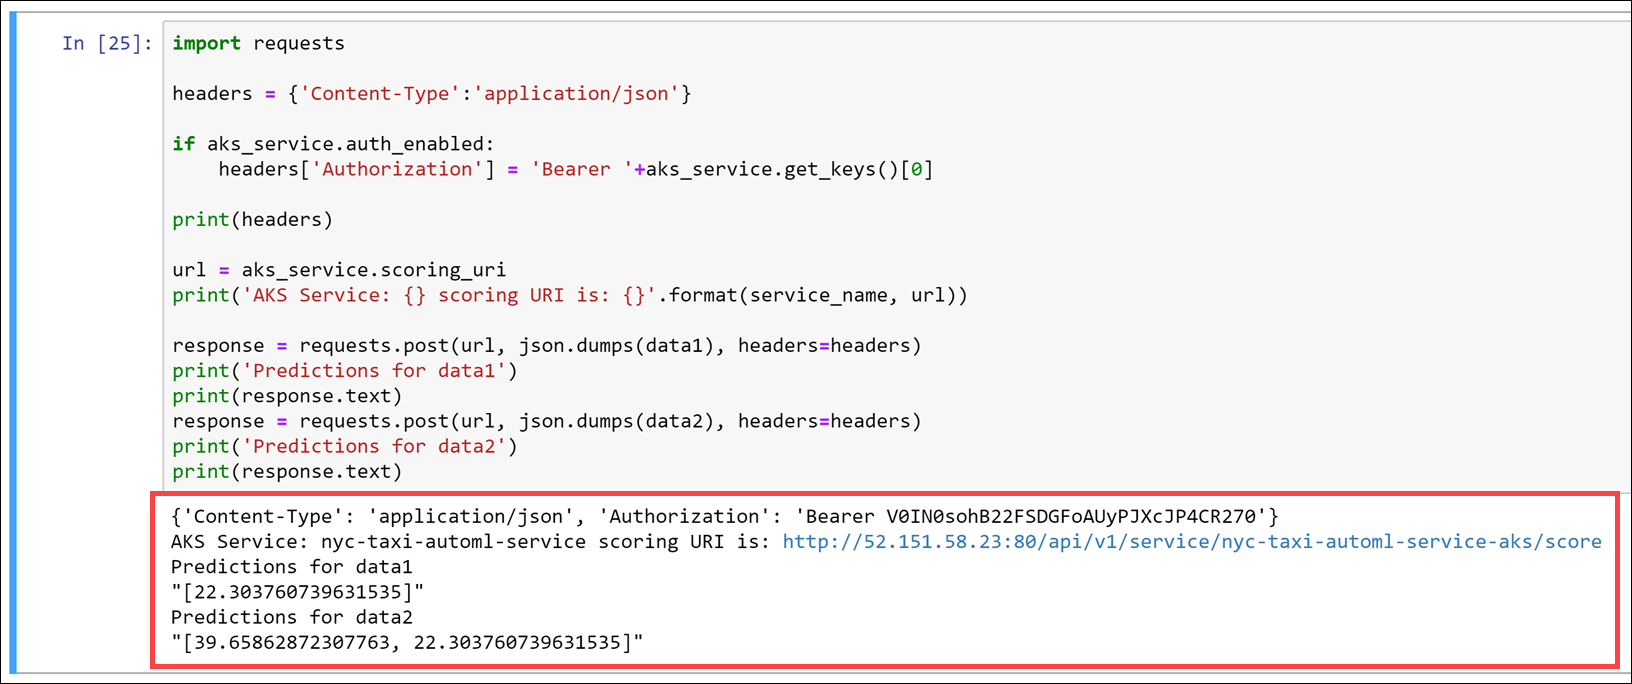 In [25]:
import requests
headers = {'Content-Type':'application/json'}
if aks_service.auth_enabled:
    headers['Authorization'] = 'Bearer '+aks_service.get_keys()[0]
print(headers)
url = aks_service.scoring_uri
print('AKS Service: {} scoring URI is: {}'.format(service_name, url))
response = requests.post(url, json.dumps(data1), headers=headers)
print('Predictions for data1')
print(response.text)
response = requests.post(url, json.dumps(data2), headers=headers)
print('Predictions for data2')
print(response.text)
{'Content-Type': 'application/json', 'Authorization': 'Bearer V0IN0sohB22FSDGFoAUyPJXcJP4CR270'}
AKS Service: nyc-taxi-automl-service scoring URI is: http://52.151.58.23:80/api/v1/service/nyc-taxi-automl-service-aks/score
Predictions for data1
"[22.303760739631535]"
Predictions for data2
"[39.65862872307763, 22.303760739631535]"